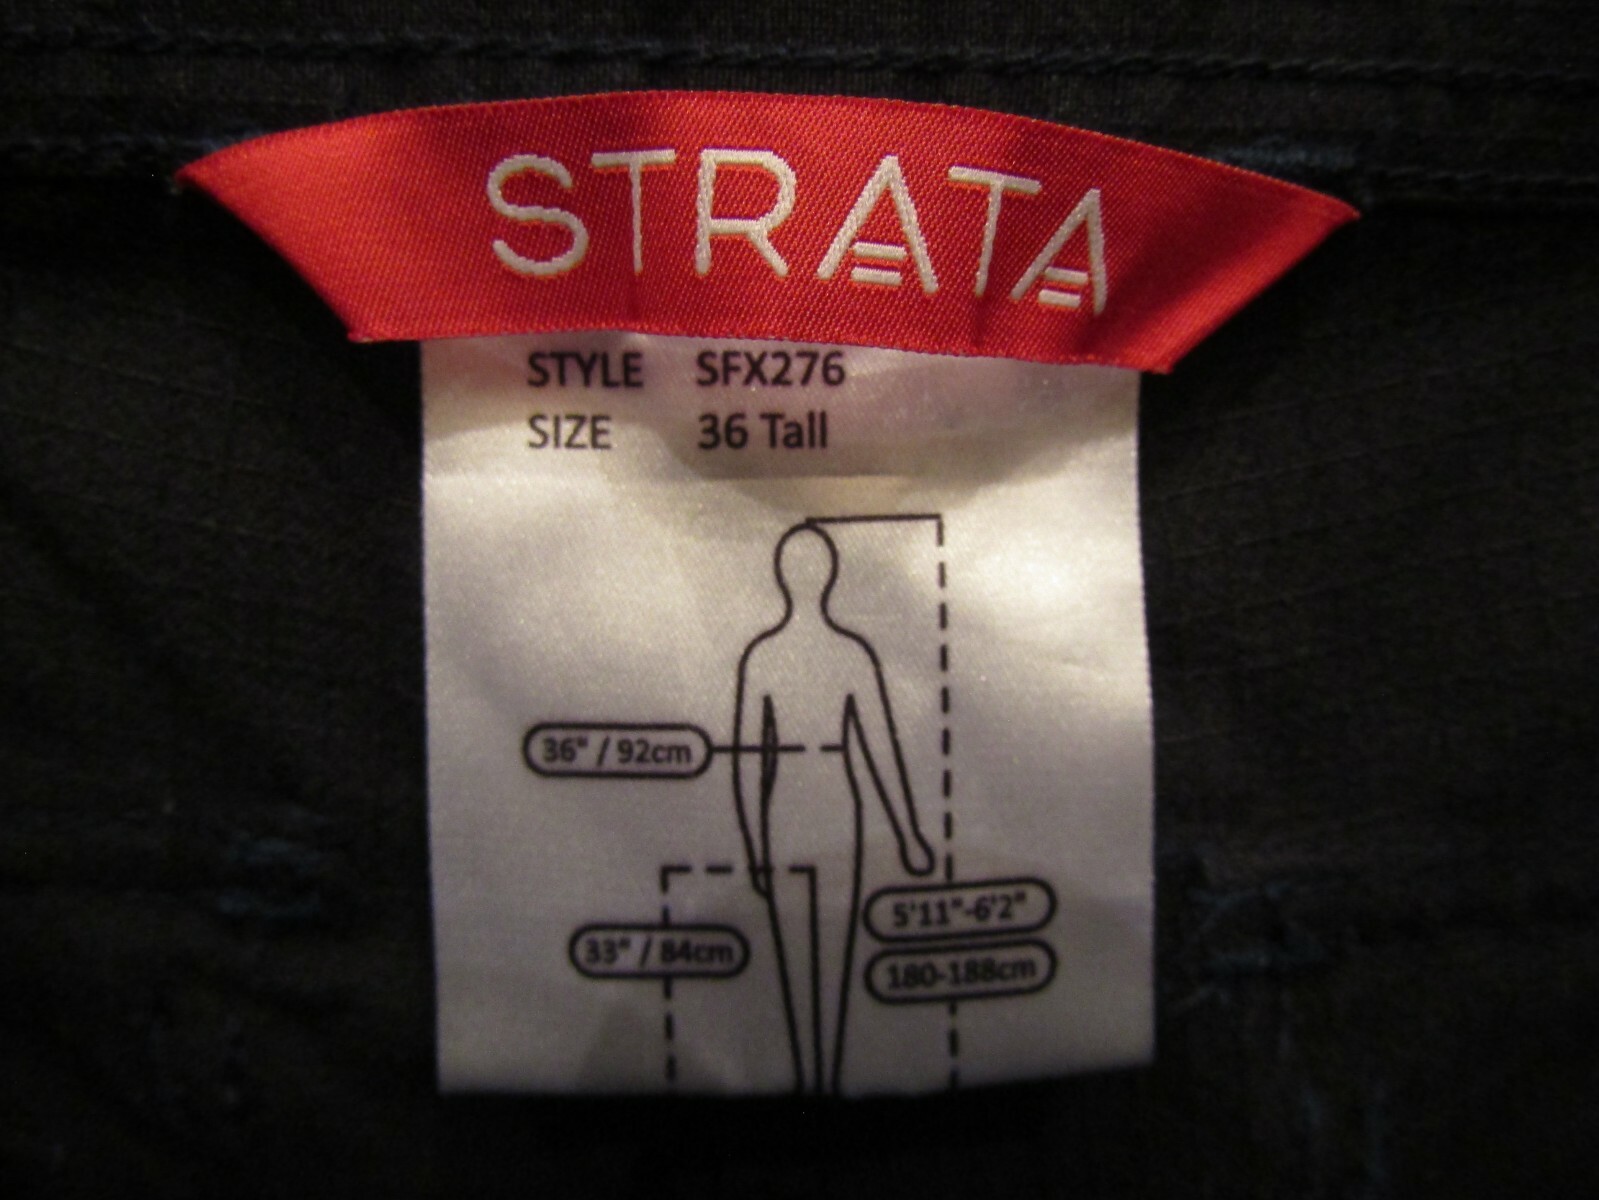 STRATA
STYLE SFX276
SIZE 36 Tall
36" / 92cm
5'11"-6'2"
33" / 84cm
180-188cm